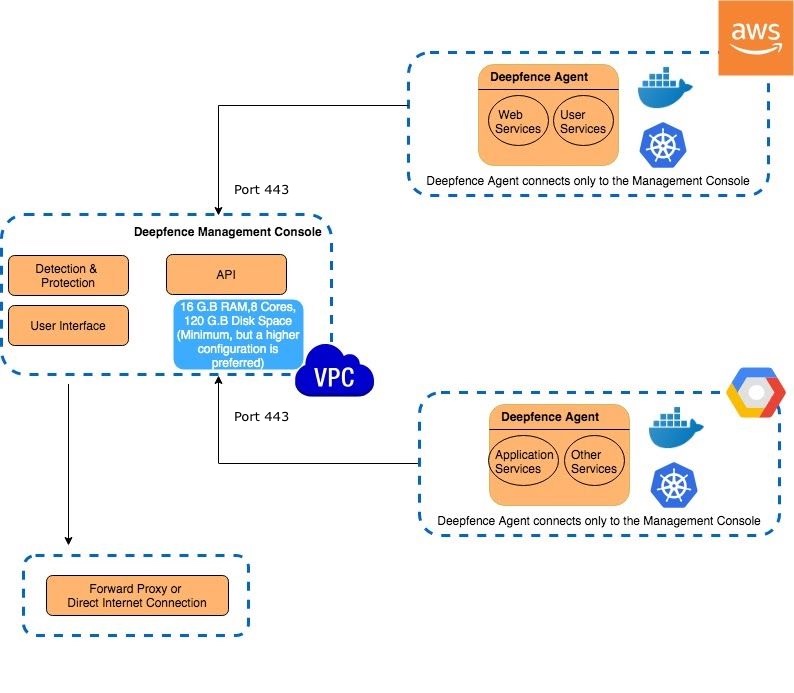 aws
Deepfence Agent
Web
Services
User
Services
Deepfence Agent connects only to the Management Console
Port 443
Deepfence Management Console
Detection &
Protection
API
User Interface
16 G.B RAM,8 Cores,
120 G.B Disk Space
(Minimum, but a higher
configuration is
preferred)
VPC
Port 443
Deepfence Agent
Application
Services
Other
Services
Deepfence Agent connects only to the Management Console
Forward Proxy or
Direct Internet Connection